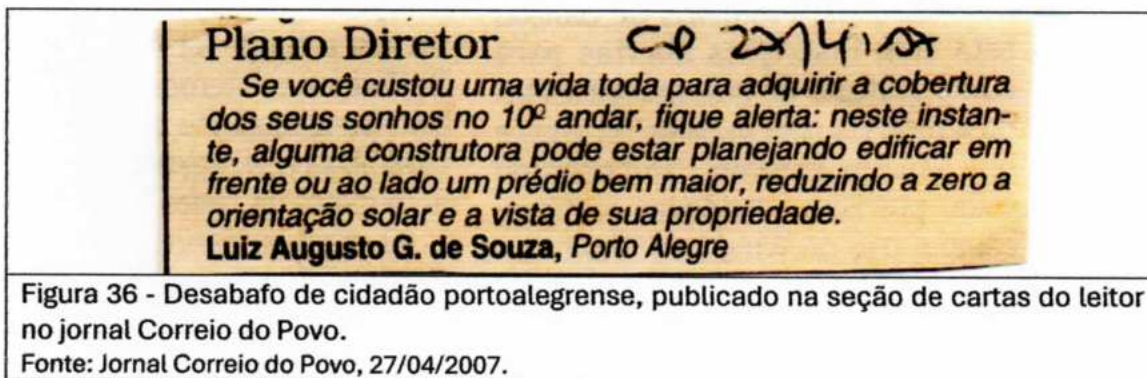 Plano Diretor CP 27/4/07
Se você custou uma vida toda para adquirir a cobertura
dos seus sonhos no 10º andar, fique alerta: neste instan-
te, alguma construtora pode estar planejando edificar em
frente ou ao lado um prédio bem maior, reduzindo a zero a
orientação solar e a vista de sua propriedade.
Luiz Augusto G. de Souza, Porto Alegre
Figura 36 - Desabafo de cidadão portoalegrense, publicado na seção de cartas do leitor
no jornal Correio do Povo.
Fonte: Jornal Correio do Povo, 27/04/2007.